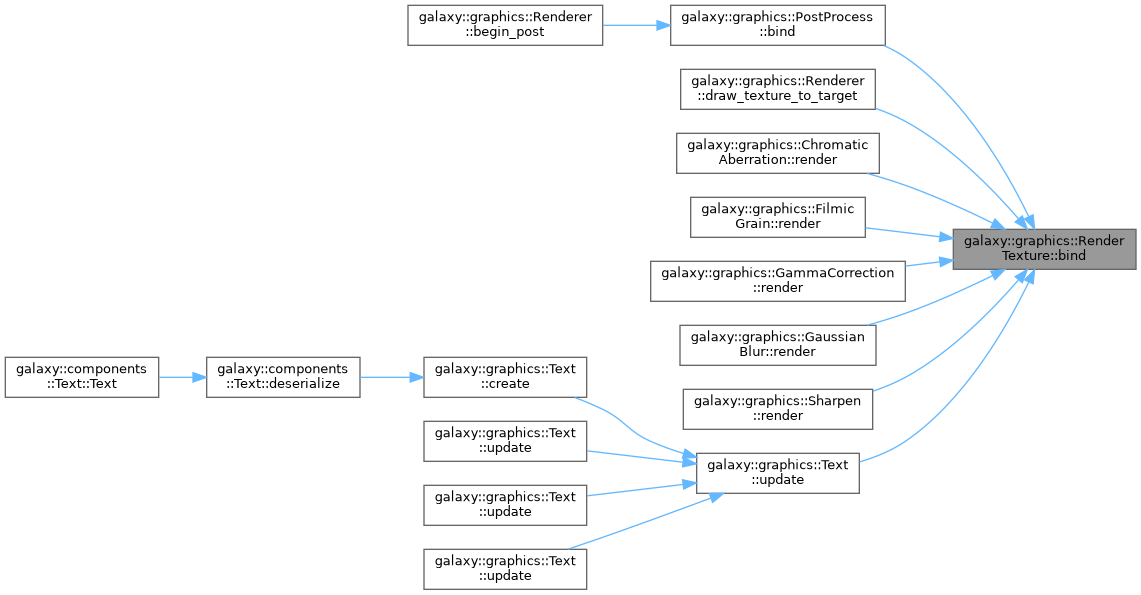 galaxy::graphics::Renderer
::begin_post
galaxy::graphics::PostProcess
::bind
galaxy::graphics::Renderer
::draw_texture_to_target
galaxy::graphics::Chromatic
Aberration::render
galaxy::graphics::Filmic
Grain::render
galaxy::graphics::Render
Texture::bind
galaxy::graphics::GammaCorrection
::render
galaxy::graphics::Gaussian
Blur::render
galaxy::components
::Text::Text
galaxy::components
::Text::deserialize
galaxy::graphics::Text
::create
galaxy::graphics::Sharpen
::render
galaxy::graphics::Text
::update
galaxy::graphics::Text
::update
galaxy::graphics::Text
::update
galaxy::graphics::Text
::update